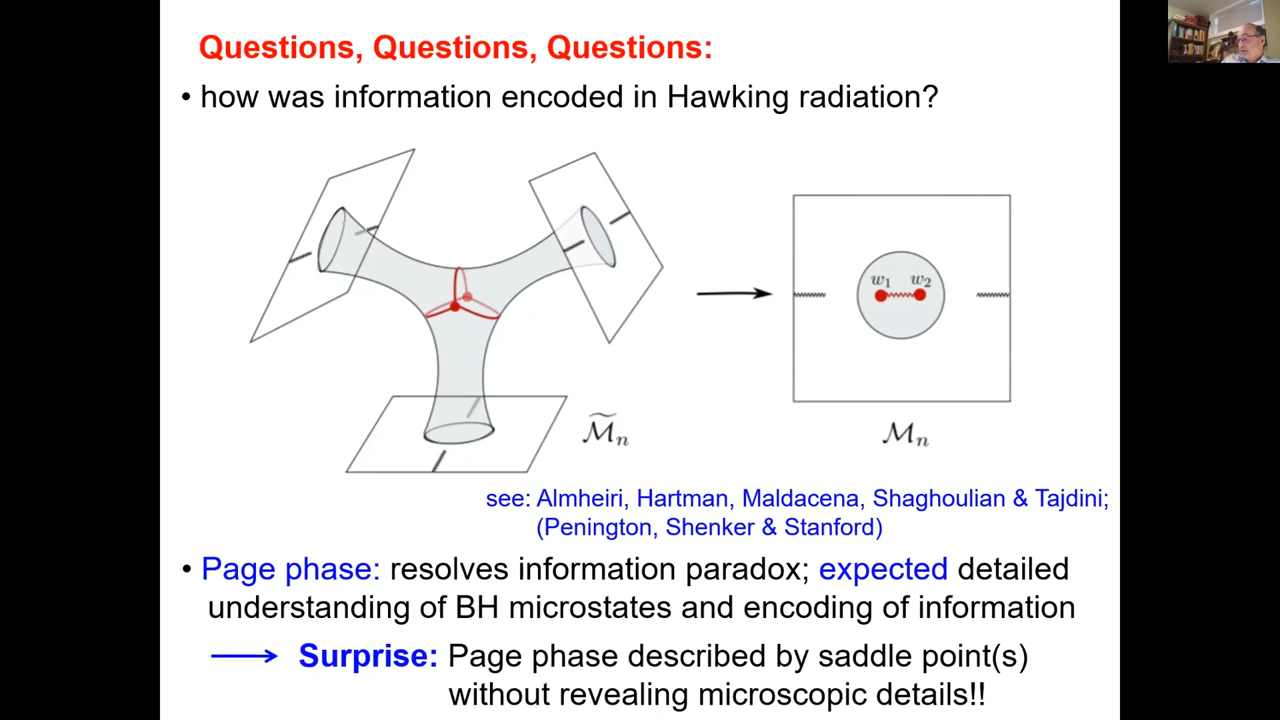 Questions, Questions, Questions:
• how was information encoded in Hawking radiation?
w₁ w₂
M̃ₙ
Mₙ
see: Almheiri, Hartman, Maldacena, Shaghoulian & Tajdini;
(Penington, Shenker & Stanford)
• Page phase: resolves information paradox; expected detailed
understanding of BH microstates and encoding of information
Surprise: Page phase described by saddle point(s)
without revealing microscopic details!!